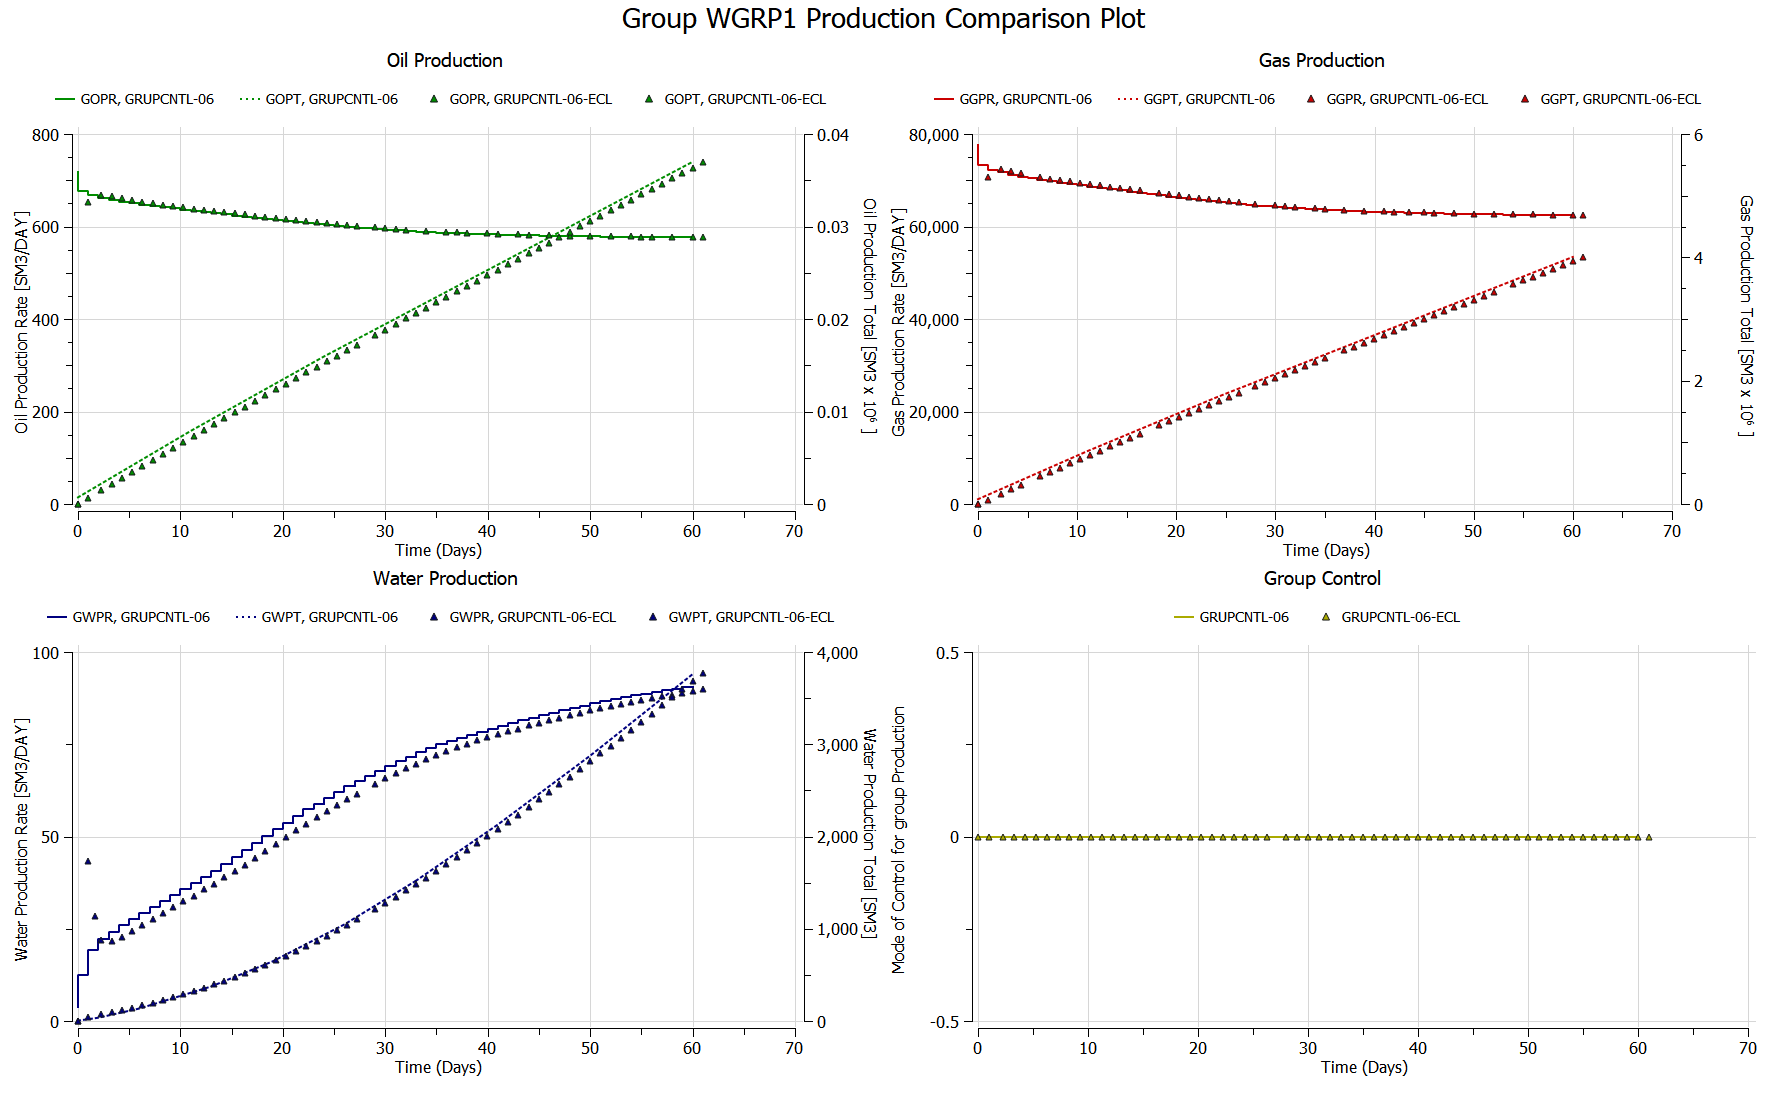 Group WGRP1 Production Comparison Plot
Oil Production
GOPR, GRUPCNTL-06
GOPT, GRUPCNTL-06
GOPR, GRUPCNTL-06-ECL
GOPT, GRUPCNTL-06-ECL
800
600
400
200
0
Oil Production Rate [SM3/DAY]
0.04
0.03
0.02
0.01
0
Oil Production Total [SM3 x 10⁶ ]
0 10 20 30 40 50 60 70
Time (Days)
Gas Production
GGPR, GRUPCNTL-06
GGPT, GRUPCNTL-06
GGPR, GRUPCNTL-06-ECL
GGPT, GRUPCNTL-06-ECL
80,000
60,000
40,000
20,000
0
Gas Production Rate [SM3/DAY]
6
4
2
0
Gas Production Total [SM3 x 10⁶ ]
0 10 20 30 40 50 60 70
Time (Days)
Water Production
GWPR, GRUPCNTL-06
GWPT, GRUPCNTL-06
GWPR, GRUPCNTL-06-ECL
GWPT, GRUPCNTL-06-ECL
100
50
0
Water Production Rate [SM3/DAY]
4,000
3,000
2,000
1,000
0
Water Production Total [SM3]
0 10 20 30 40 50 60 70
Time (Days)
Group Control
GRUPCNTL-06
GRUPCNTL-06-ECL
0.5
0
-0.5
Mode of Control for group Production
0 10 20 30 40 50 60 70
Time (Days)